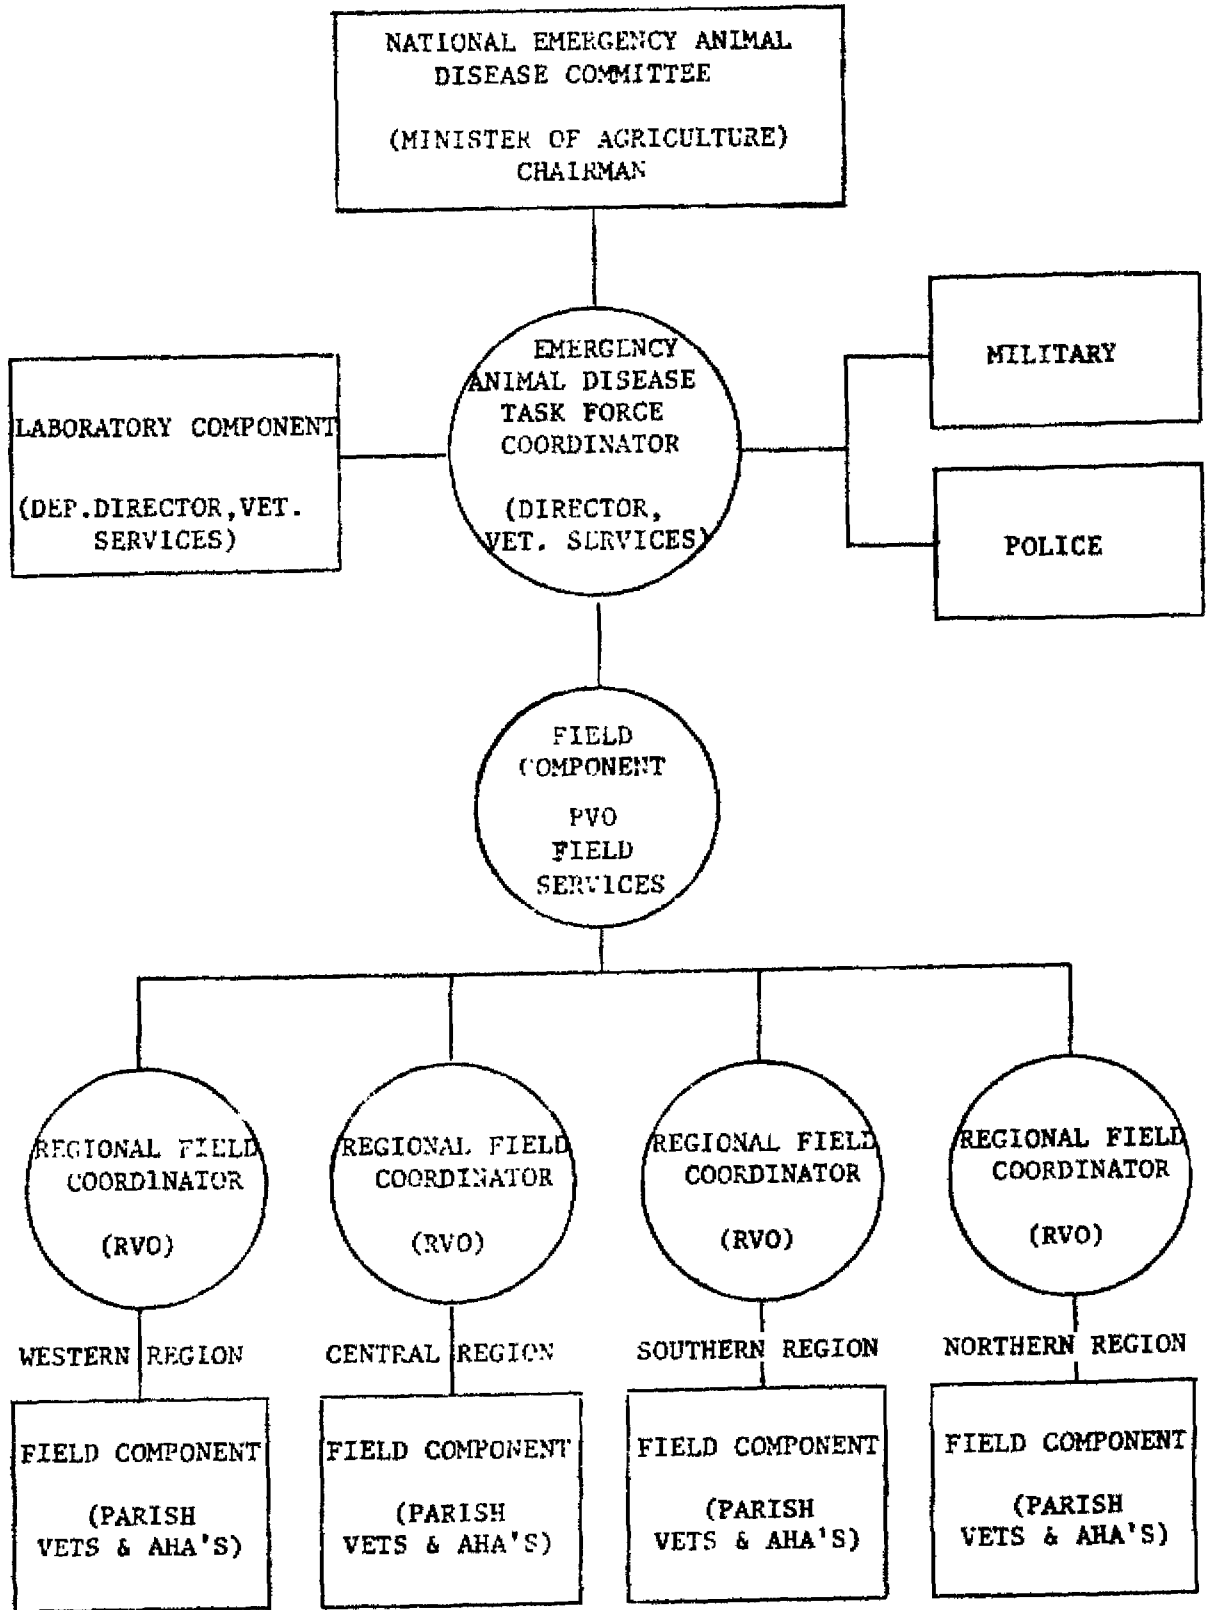 NATIONAL EMERGENCY ANIMAL
DISEASE COMMITTEE
(MINISTER OF AGRICULTURE)
CHAIRMAN
LABORATORY COMPONENT
(DEP.DIRECTOR,VET.
SERVICES)
EMERGENCY
ANIMAL DISEASE
TASK FORCE
COORDINATOR
(DIRECTOR,
VET. SERVICES)
MILITARY
POLICE
FIELD
COMPONENT
PVO
FIELD
SERVICES
REGIONAL FIELD
COORDINATOR
(RVO)
WESTERN REGION
FIELD COMPONENT
(PARISH
VETS & AHA'S)
REGIONAL FIELD
COORDINATOR
(RVO)
CENTRAL REGION
FIELD COMPONENT
(PARISH
VETS & AHA'S)
REGIONAL FIELD
COORDINATOR
(RVO)
SOUTHERN REGION
FIELD COMPONENT
(PARISH
VETS & AHA'S)
REGIONAL FIELD
COORDINATOR
(RVO)
NORTHERN REGION
FIELD COMPONENT
(PARISH
VETS & AHA'S)